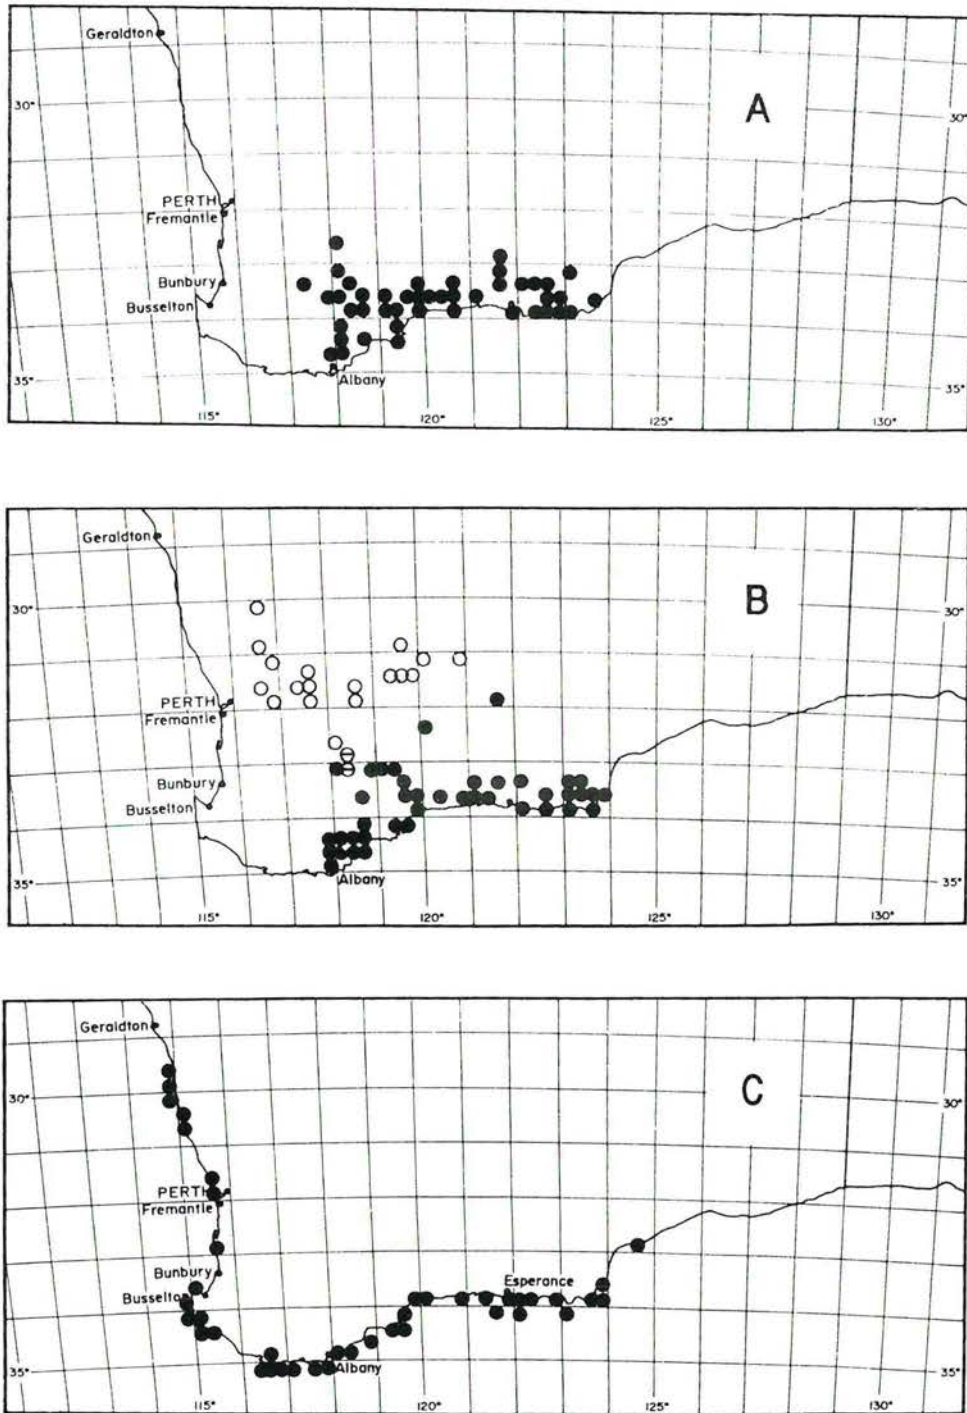 Geraldton
A
30°
30°
PERTH
Fremantle
Bunbury
Busselton
Albany
35°
35°
115°
120°
125°
130°
Geraldton
B
30°
30°
PERTH
Fremantle
Bunbury
Busselton
Albany
35°
35°
115°
120°
125°
130°
Geraldton
C
30°
30°
PERTH
Fremantle
Bunbury
Esperance
Busselton
Albany
35°
35°
115°
120°
125°
130°